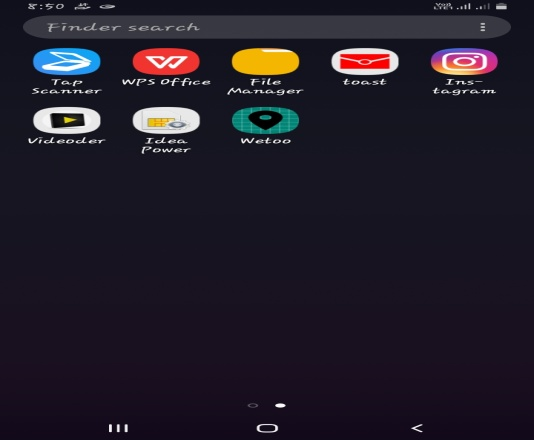 8:50
Finder search
Tap Scanner
WPS Office
File Manager
toast
Ins-tagram
Videoder
Idea Power
Wetoo